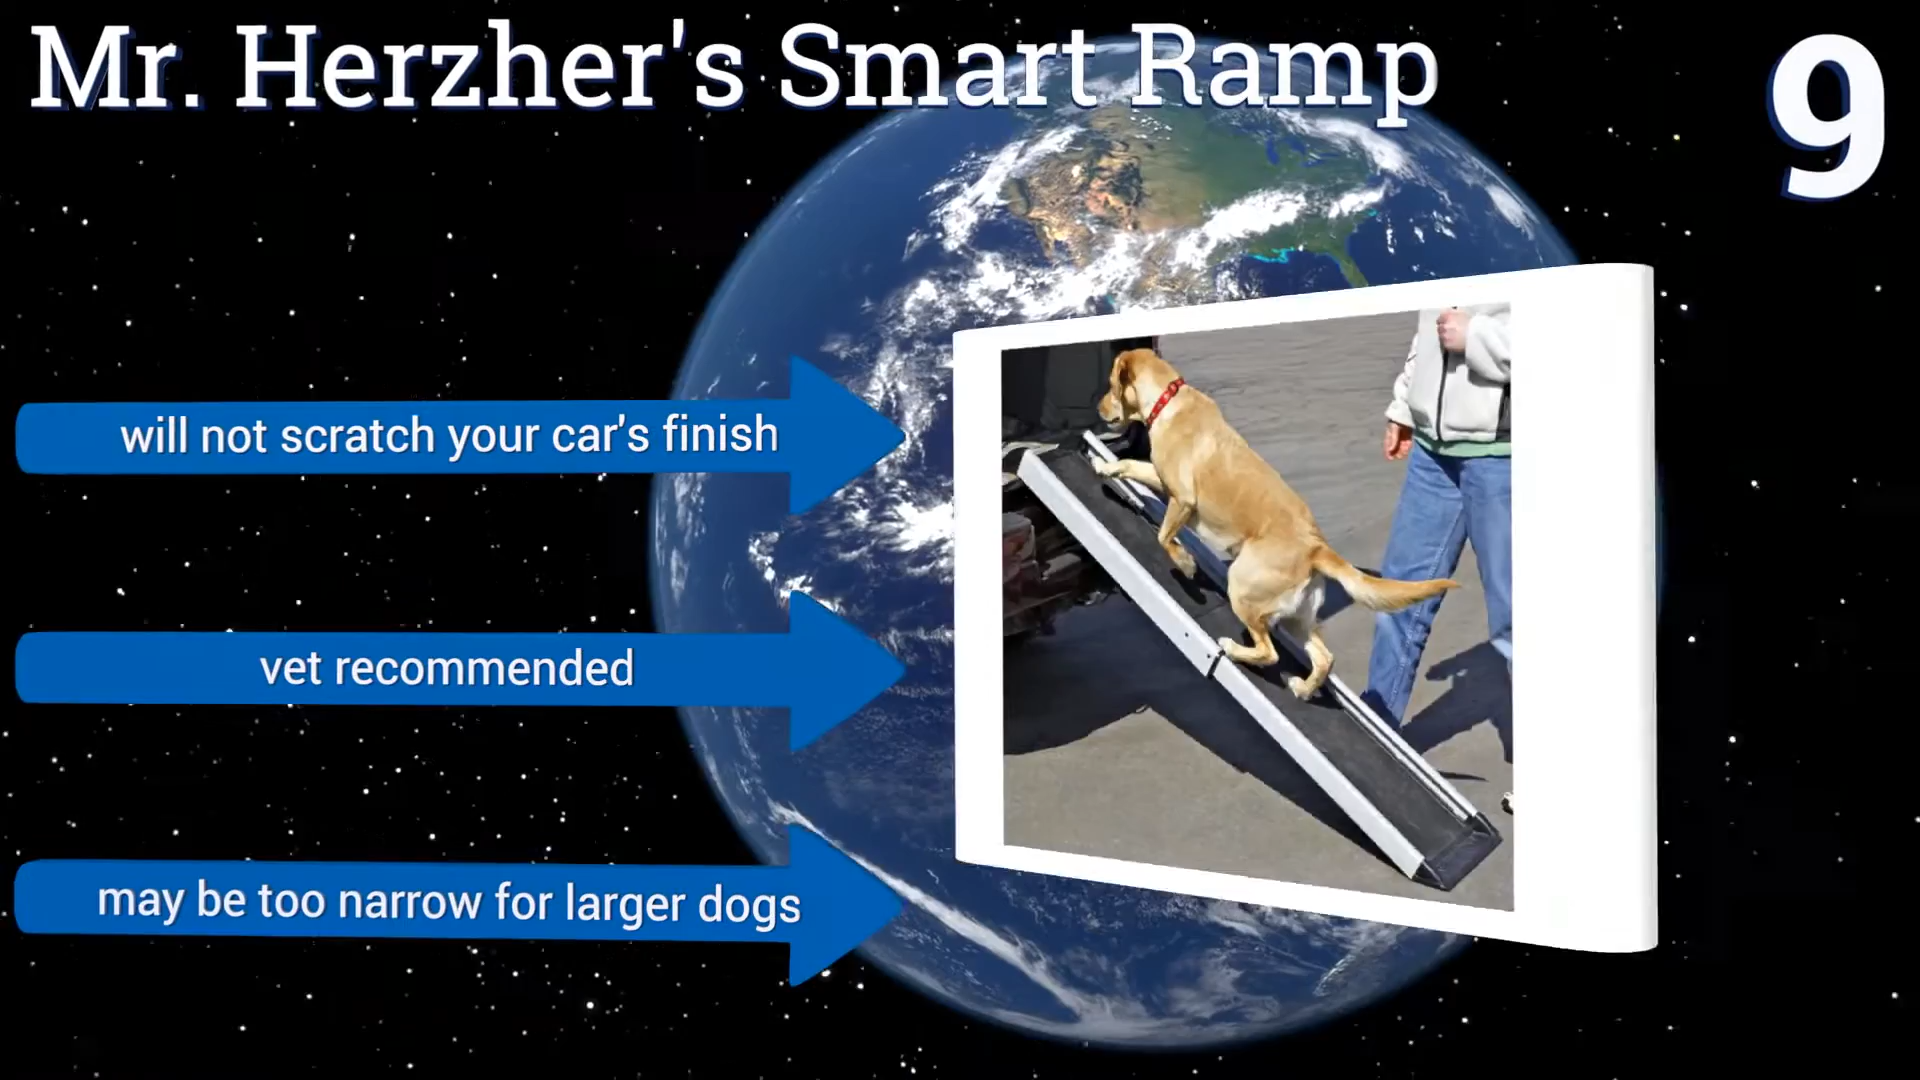 Mr. Herzher's Smart Ramp
9
will not scratch your car's finish
vet recommended
may be too narrow for larger dogs